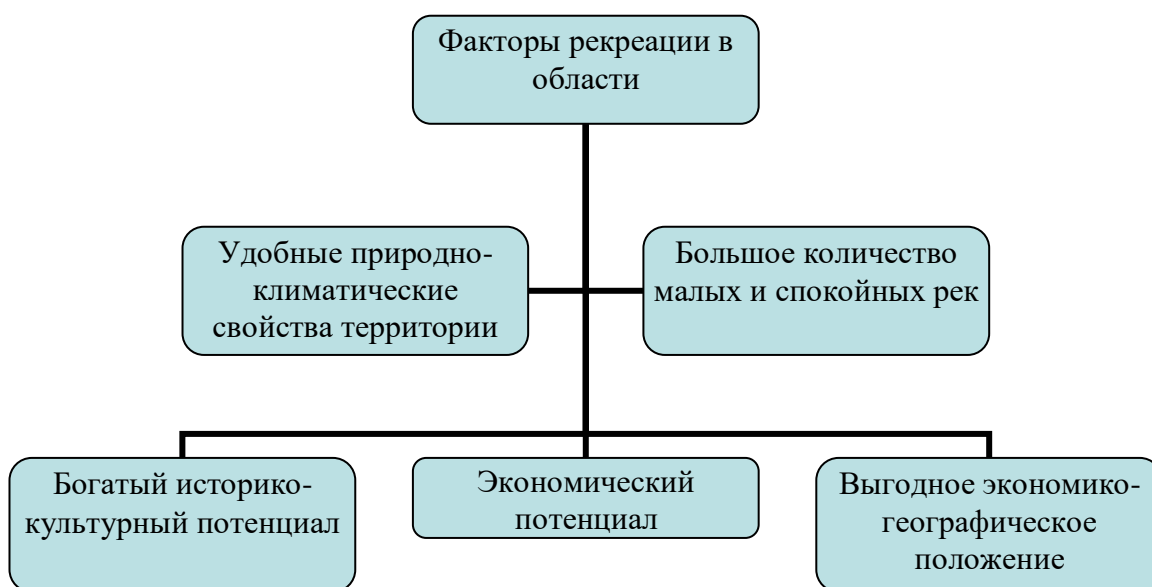 Факторы рекреации в
области
Удобные природно-
климатические
свойства территории
Большое количество
малых и спокойных рек
Богатый историко-
культурный потенциал
Экономический
потенциал
Выгодное экономико-
географическое
положение